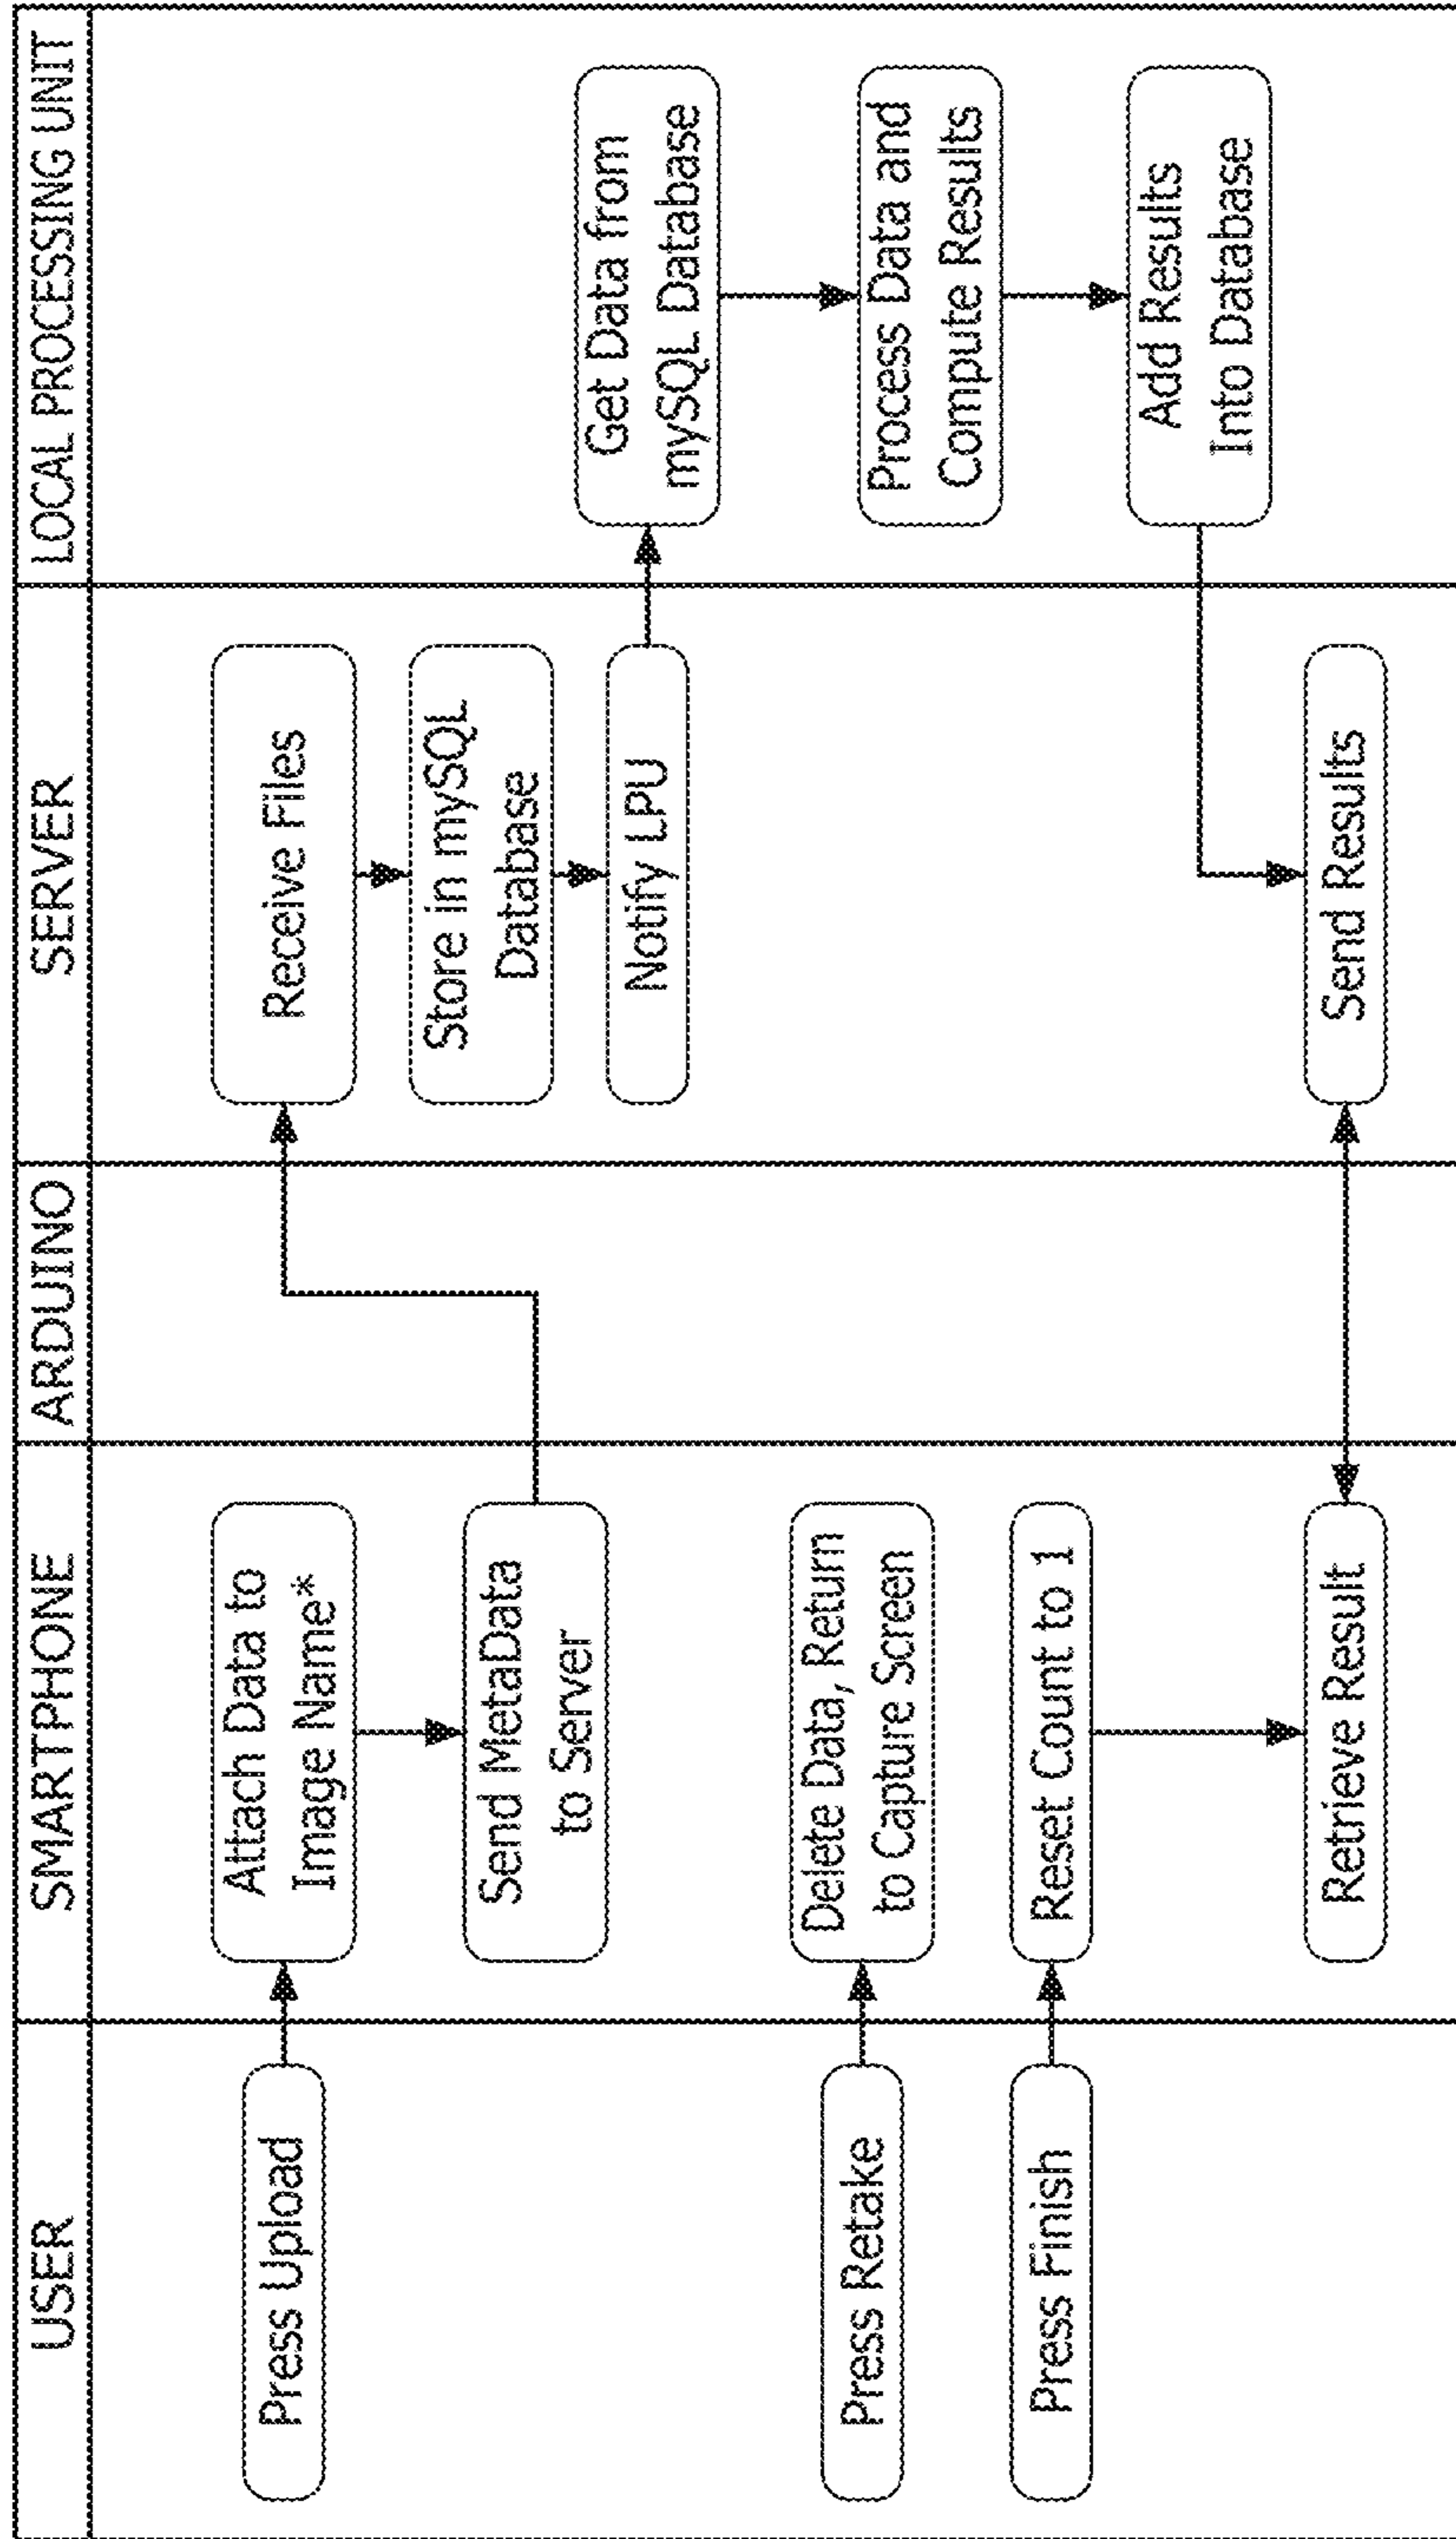 USER
SMARTPHONE
ARDUINO
SERVER
LOCAL PROCESSING UNIT
Press Upload
Attach Data to
Image Name*
Send MetaData
to Server
Receive Files
Store in mySQL
Database
Notify LPU
Get Data from
mySQL Database
Process Data and
Compute Results
Add Results
Into Database
Press Retake
Delete Data, Return
to Capture Screen
Press Finish
Reset Count to 1
Retrieve Result
Send Results